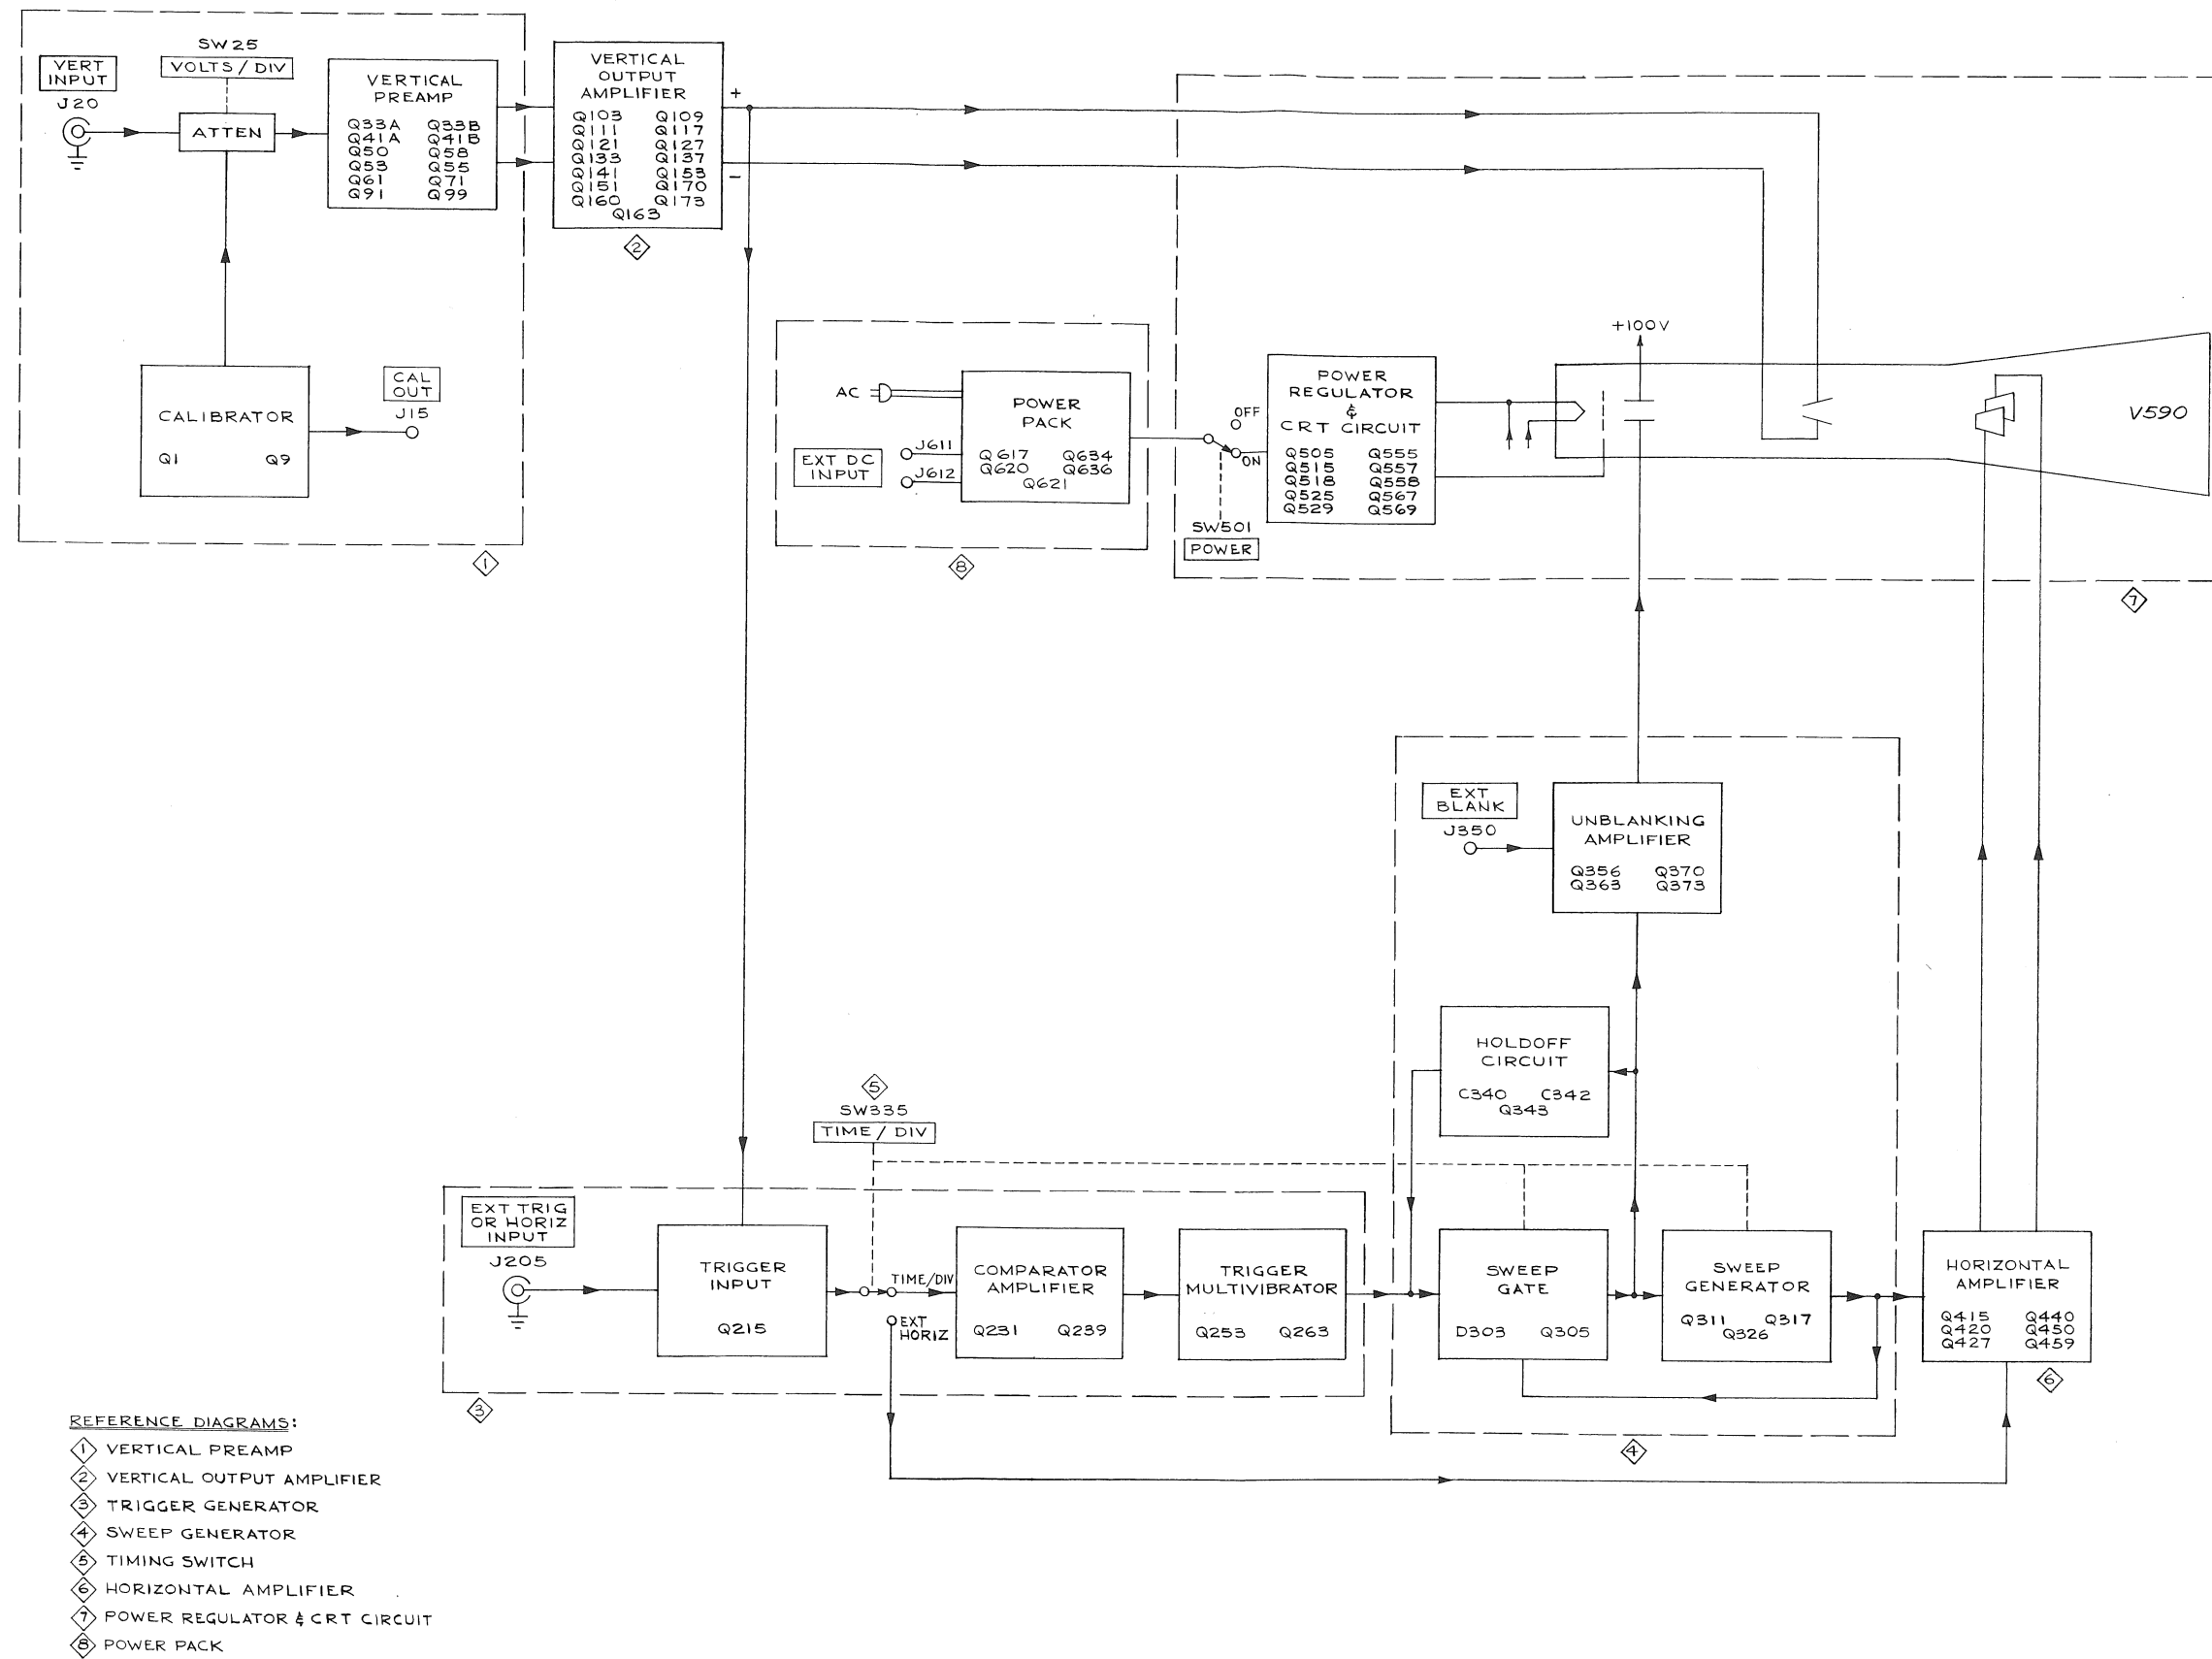 VERT
INPUT
J20
SW25
VOLTS / DIV
ATTEN
VERTICAL
PREAMP
Q33A Q33B
Q41A Q41B
Q50 Q58
Q53 Q55
Q61 Q71
Q91 Q99
CALIBRATOR
Q1 Q9
CAL
OUT
J15
1
VERTICAL
OUTPUT
AMPLIFIER
Q103 Q109
Q111 Q117
Q121 Q127
Q133 Q137
Q141 Q153
Q151 Q170
Q160 Q173
Q163
2
+
−
AC
EXT DC
INPUT
J611
J612
POWER
PACK
Q617 Q634
Q620 Q636
Q621
8
OFF
ON
SW501
POWER
POWER
REGULATOR
&
CRT CIRCUIT
Q505 Q555
Q515 Q557
Q518 Q558
Q525 Q567
Q529 Q569
+100V
V590
7
EXT
BLANK
J350
UNBLANKING
AMPLIFIER
Q356 Q370
Q363 Q373
HOLDOFF
CIRCUIT
C340 C342
Q343
5
SW335
TIME / DIV
EXT TRIG
OR HORIZ
INPUT
J205
TRIGGER
INPUT
Q215
TIME/DIV
EXT
HORIZ
COMPARATOR
AMPLIFIER
Q231 Q239
TRIGGER
MULTIVIBRATOR
Q253 Q263
3
SWEEP
GATE
D303 Q305
SWEEP
GENERATOR
Q311 Q317
Q326
4
HORIZONTAL
AMPLIFIER
Q415 Q440
Q420 Q450
Q427 Q459
6
REFERENCE DIAGRAMS:
1 VERTICAL PREAMP
2 VERTICAL OUTPUT AMPLIFIER
3 TRIGGER GENERATOR
4 SWEEP GENERATOR
5 TIMING SWITCH
6 HORIZONTAL AMPLIFIER
7 POWER REGULATOR & CRT CIRCUIT
8 POWER PACK